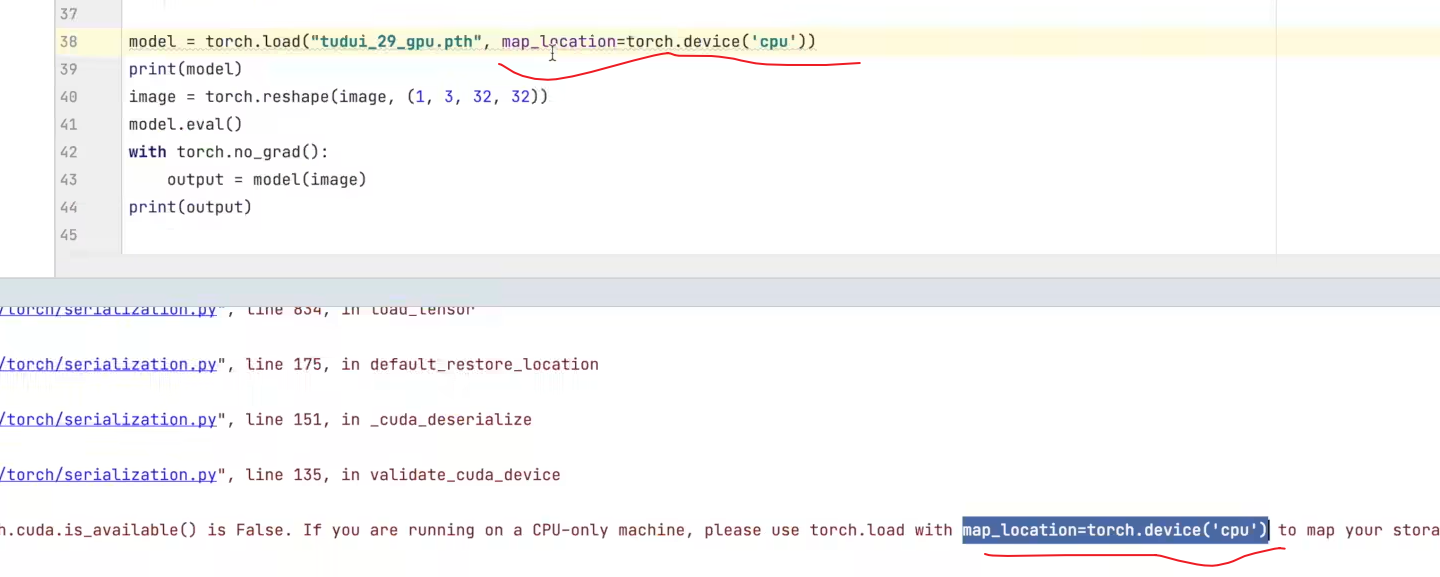 37
38 model = torch.load("tudui_29_gpu.pth", map_location=torch.device('cpu'))
39 print(model)
40 image = torch.reshape(image, (1, 3, 32, 32))
41 model.eval()
42 with torch.no_grad():
43     output = model(image)
44 print(output)
45
/torch/serialization.py", line 834, in load_tensor
/torch/serialization.py", line 175, in default_restore_location
/torch/serialization.py", line 151, in _cuda_deserialize
/torch/serialization.py", line 135, in validate_cuda_device
h.cuda.is_available() is False. If you are running on a CPU-only machine, please use torch.load with map_location=torch.device('cpu') to map your stora